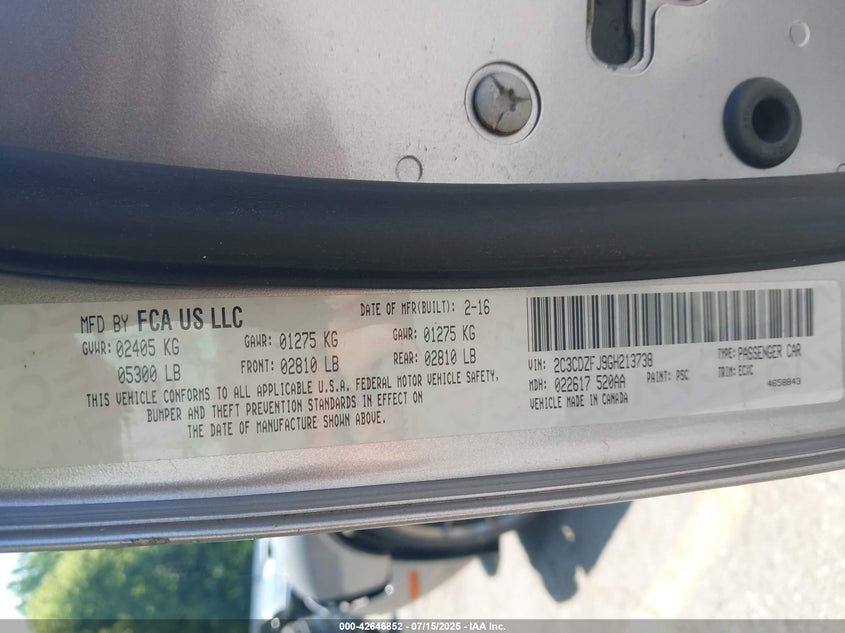 MFD BY FCA US LLC
DATE OF MFR(BUILT): 2-16
GVWR: 02405 KG
05300 LB
GAWR: 01275 KG
FRONT: 02810 LB
GAWR: 01275 KG
REAR: 02810 LB
THIS VEHICLE CONFORMS TO ALL APPLICABLE U.S.A. FEDERAL MOTOR VEHICLE SAFETY,
BUMPER AND THEFT PREVENTION STANDARDS IN EFFECT ON
THE DATE OF MANUFACTURE SHOWN ABOVE.
VIN: 2C3CDZFJ9GH213738
TYPE: PASSENGER CAR
MDH: 022617 520AA
PAINT: PSC
TRIM: ECXC
VEHICLE MADE IN CANADA
4658843
000-42646852 - 07/15/2025 - IAA Inc.